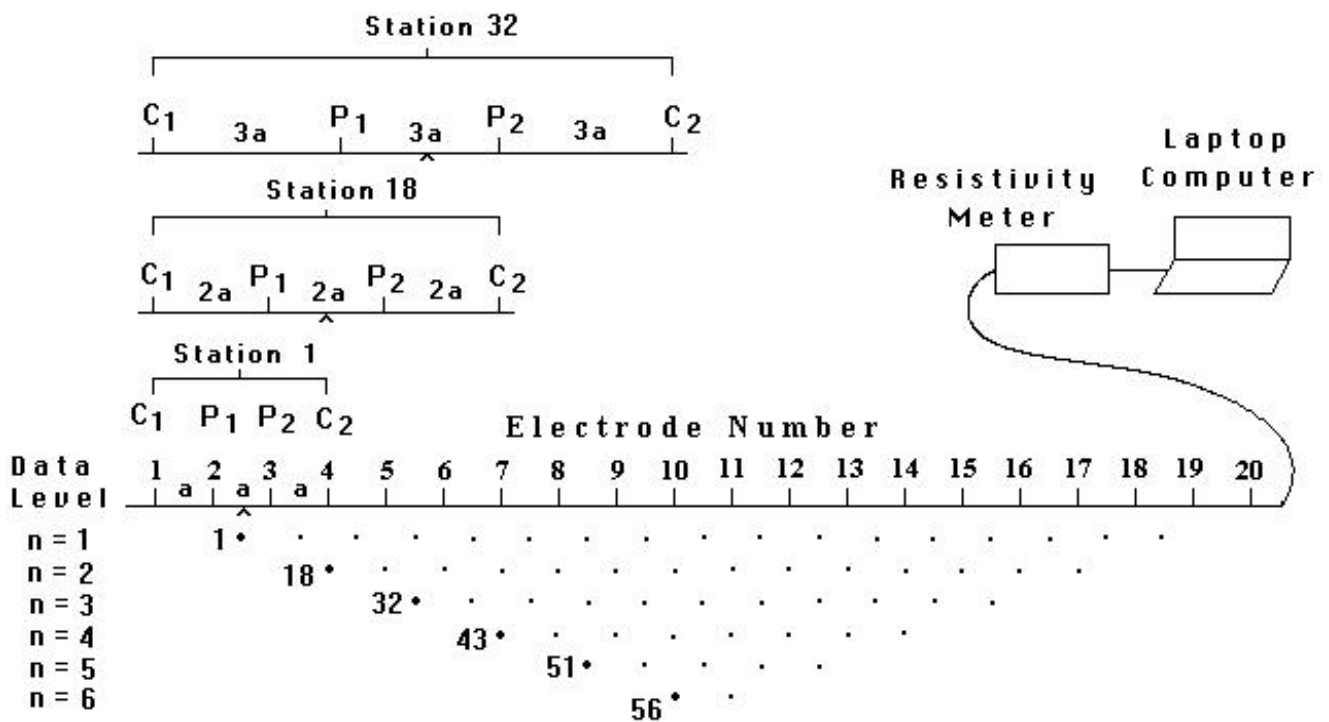 Station 32
C1 3a P1 3a P2 3a C2
Station 18
C1 2a P1 2a P2 2a C2
Station 1
C1 P1 P2 C2
Resistivity Meter
Laptop Computer
Electrode Number
Data Level
1 2 3 4 5 6 7 8 9 10 11 12 13 14 15 16 17 18 19 20
a a a
n = 1 1
n = 2 18
n = 3 32
n = 4 43
n = 5 51
n = 6 56